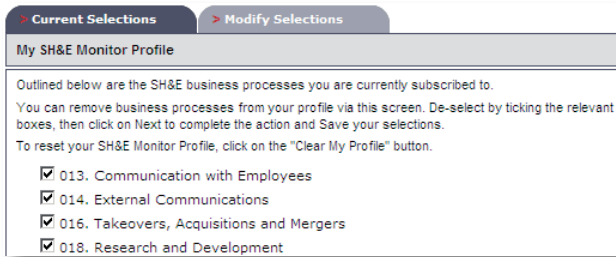 > Current Selections
> Modify Selections
My SH&E Monitor Profile
Outlined below are the SH&E business processes you are currently subscribed to.
You can remove business processes from your profile via this screen. De-select by ticking the relevant
boxes, then click on Next to complete the action and Save your selections.
To reset your SH&E Monitor Profile, click on the "Clear My Profile" button.
013. Communication with Employees
014. External Communications
016. Takeovers, Acquisitions and Mergers
018. Research and Development